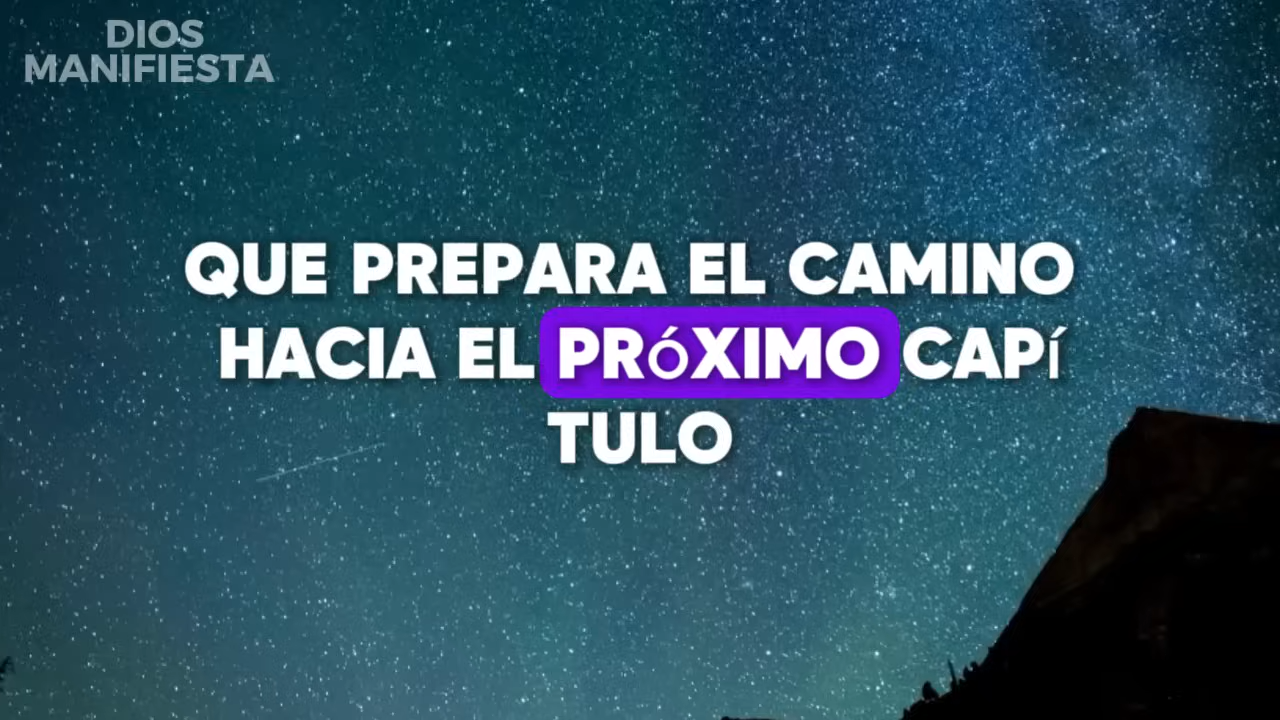 DIOS
MANIFIESTA
QUE PREPARA EL CAMINO
HACIA EL PRóXIMO CAPí
TULO